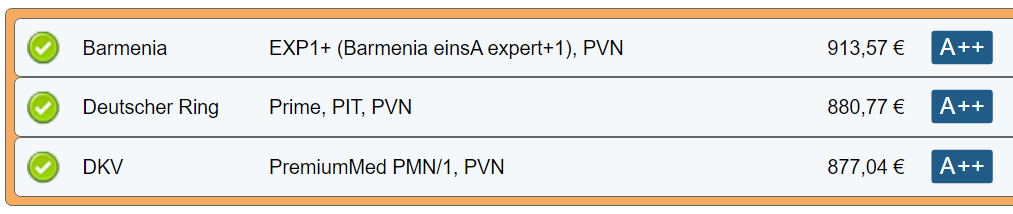 Barmenia EXP1+ (Barmenia einsA expert+1), PVN 913,57 € A++
Deutscher Ring Prime, PIT, PVN 880,77 € A++
DKV PremiumMed PMN/1, PVN 877,04 € A++